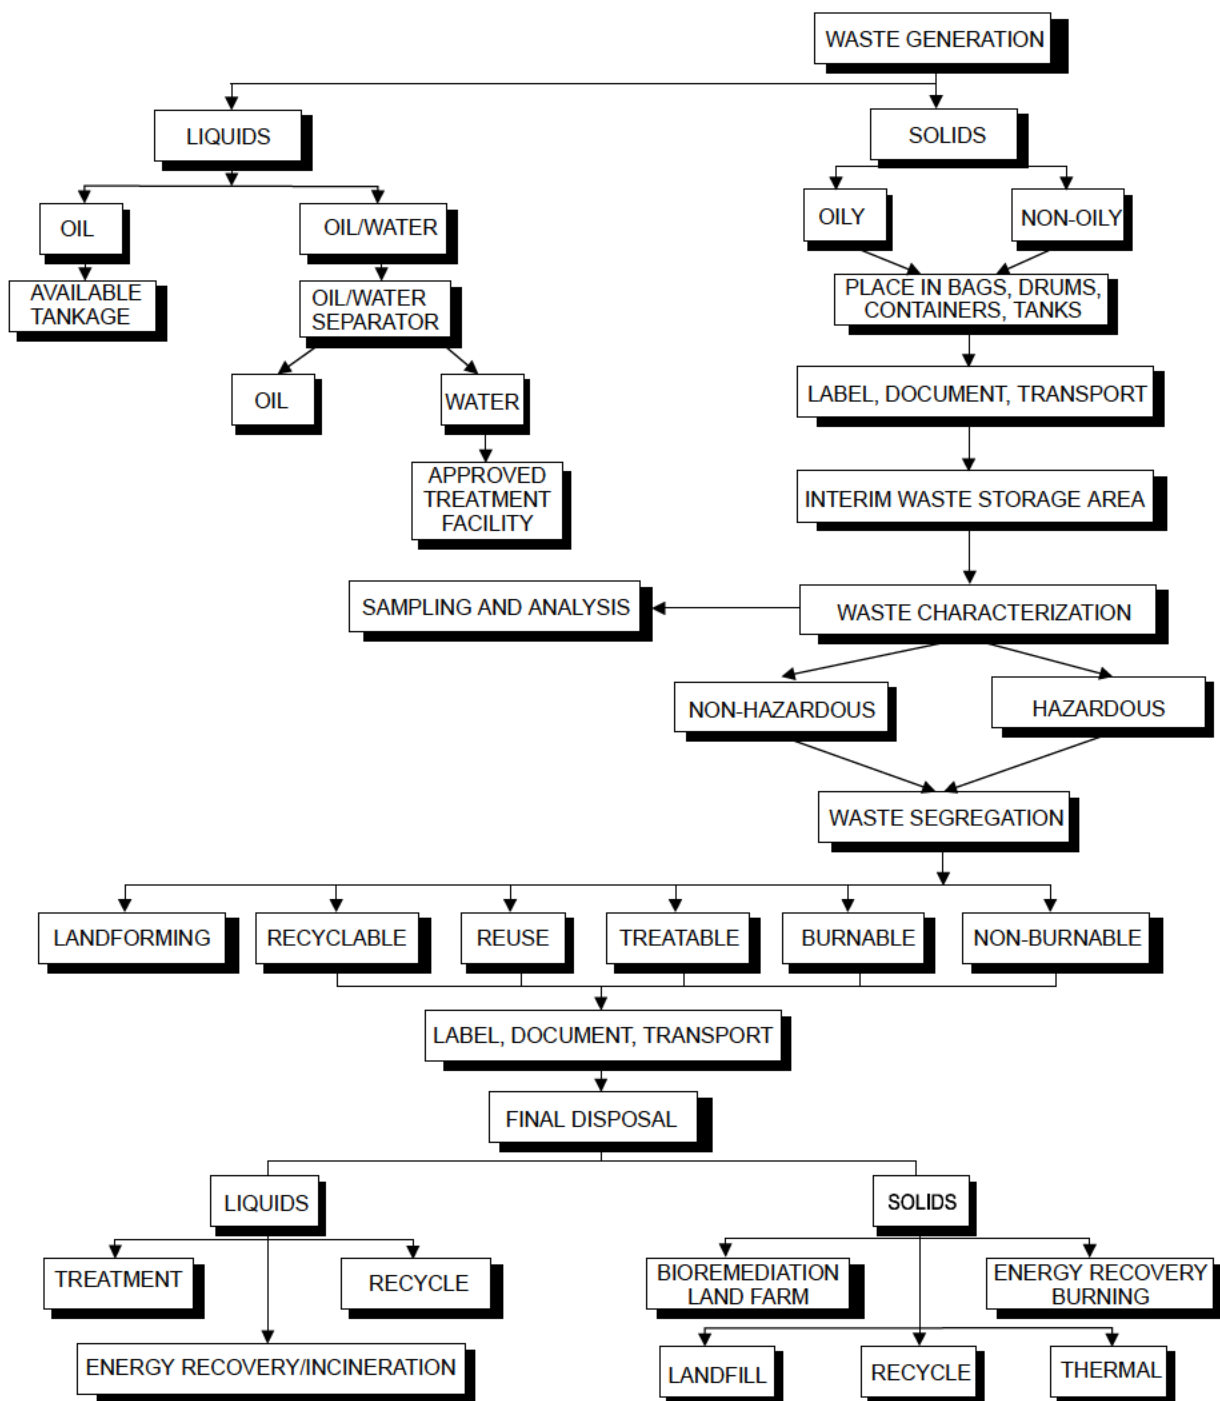 WASTE GENERATION
LIQUIDS
SOLIDS
OIL
OIL/WATER
OILY
NON-OILY
AVAILABLE
TANKAGE
OIL/WATER
SEPARATOR
PLACE IN BAGS, DRUMS,
CONTAINERS, TANKS
OIL
WATER
LABEL, DOCUMENT, TRANSPORT
APPROVED
TREATMENT
FACILITY
INTERIM WASTE STORAGE AREA
SAMPLING AND ANALYSIS
WASTE CHARACTERIZATION
NON-HAZARDOUS
HAZARDOUS
WASTE SEGREGATION
LANDFORMING
RECYCLABLE
REUSE
TREATABLE
BURNABLE
NON-BURNABLE
LABEL, DOCUMENT, TRANSPORT
FINAL DISPOSAL
LIQUIDS
SOLIDS
TREATMENT
RECYCLE
BIOREMEDIATION
LAND FARM
ENERGY RECOVERY
BURNING
ENERGY RECOVERY/INCINERATION
LANDFILL
RECYCLE
THERMAL